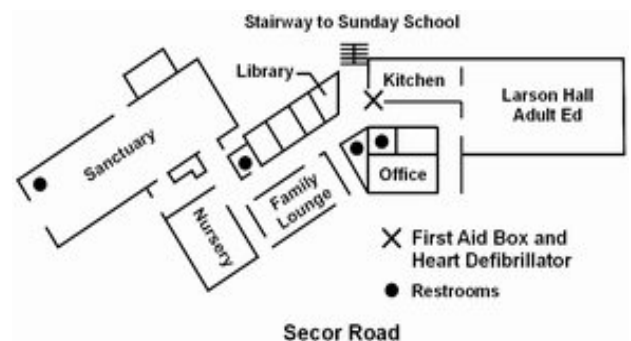 Stairway to Sunday School
Library
Kitchen
Larson Hall
Adult Ed
Sanctuary
Office
Family
Lounge
Nursery
First Aid Box and
Heart Defibrillator
Restrooms
Secor Road